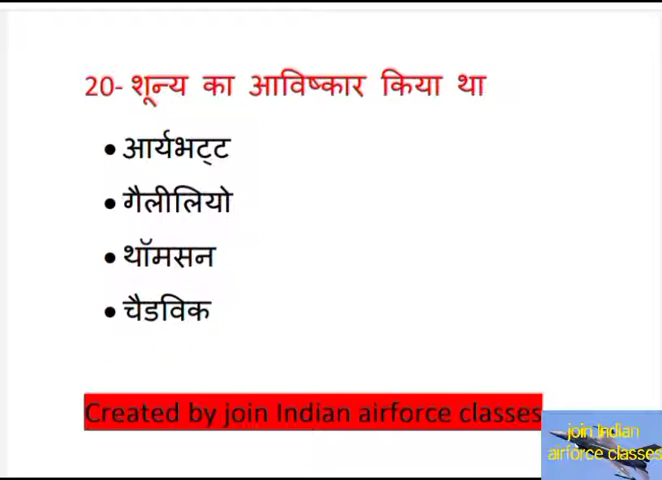 20- शून्य का आविष्कार किया था
• आर्यभट्ट
• गैलीलियो
• थॉमसन
• चैडविक
Created by join Indian airforce classes
join Indian
airforce classes